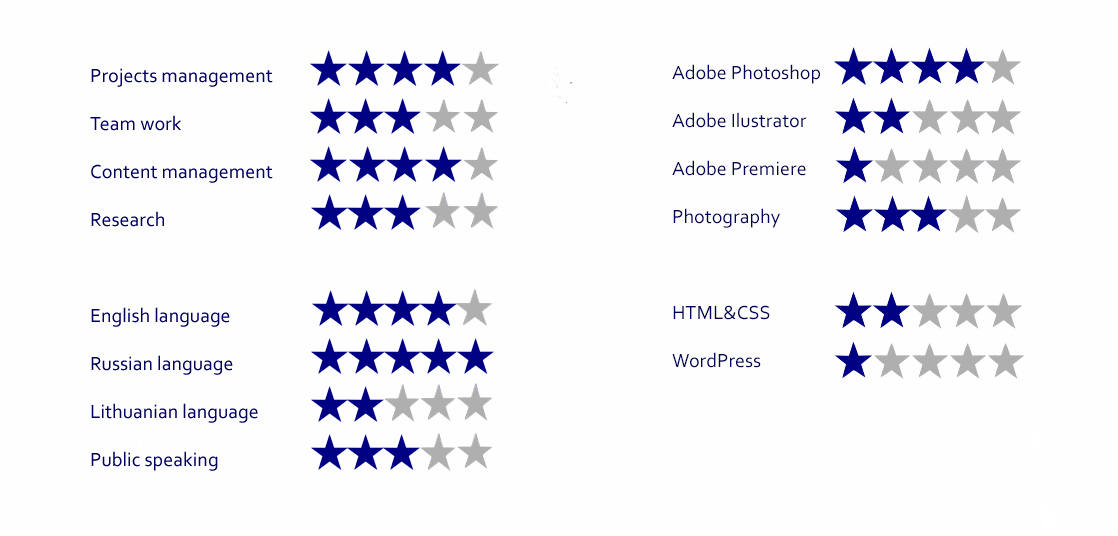 Projects management
Team work
Content management
Research
English language
Russian language
Lithuanian language
Public speaking
Adobe Photoshop
Adobe Ilustrator
Adobe Premiere
Photography
HTML&CSS
WordPress